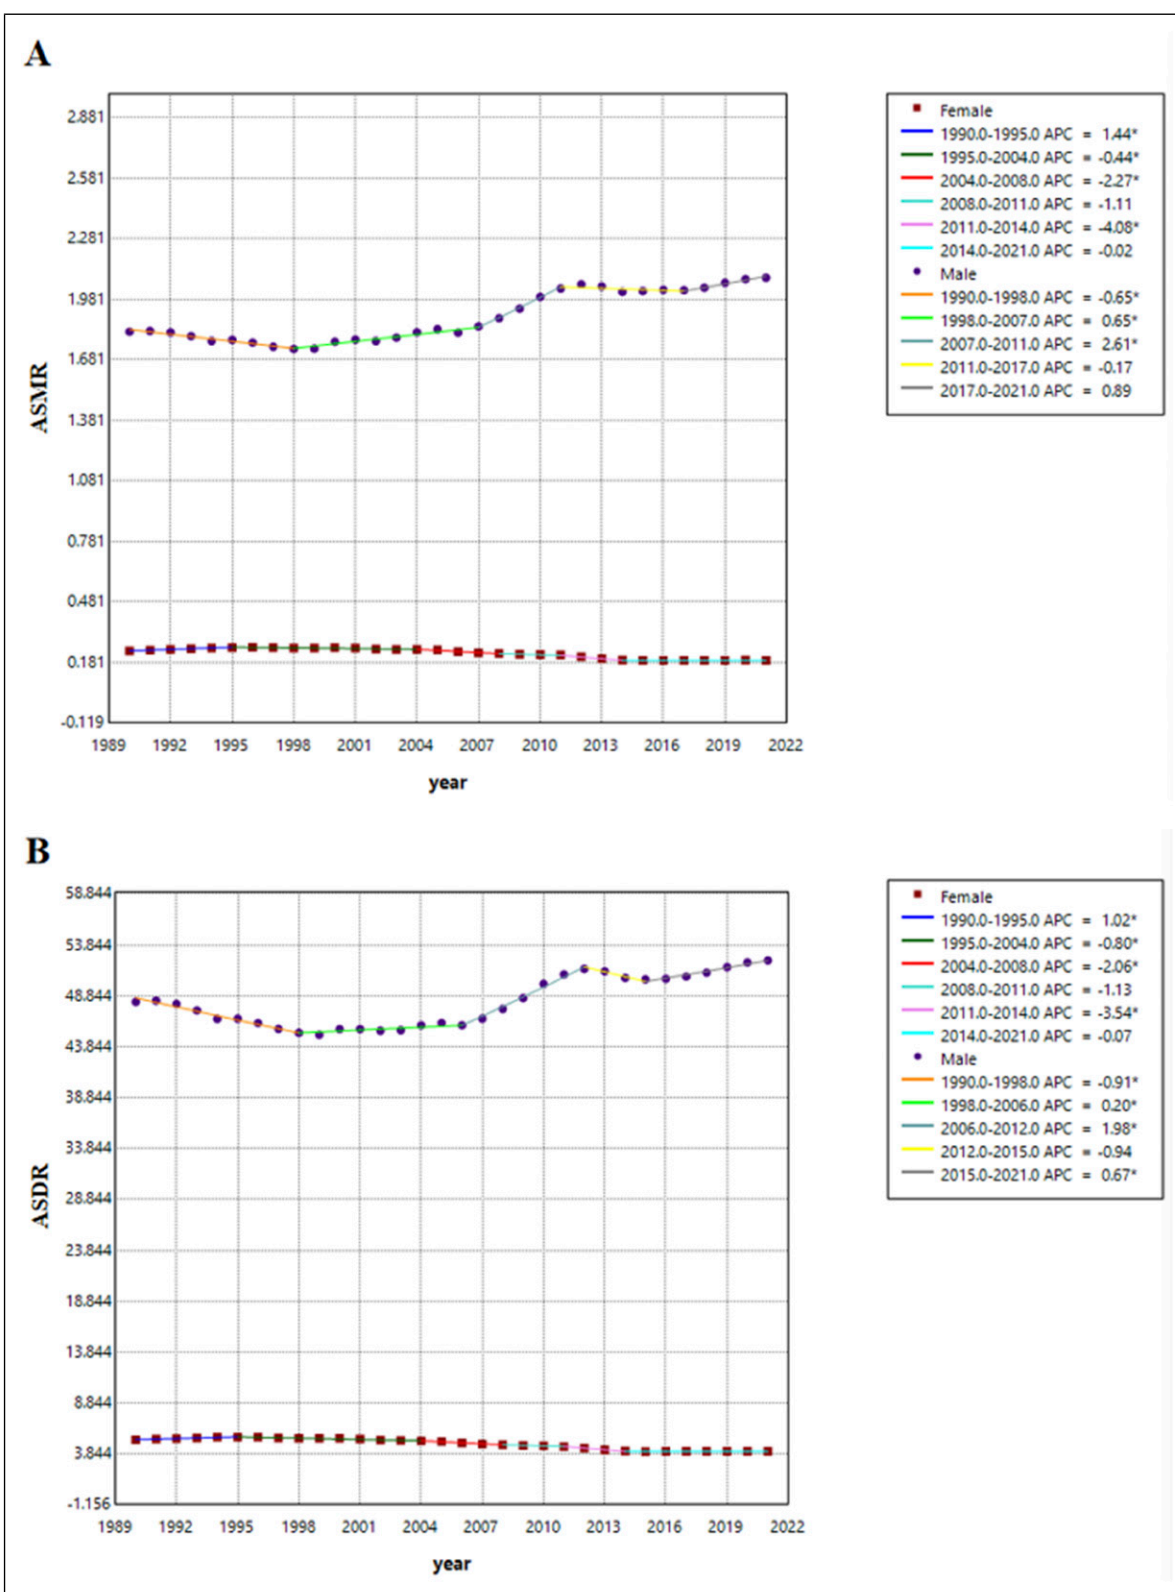 A
2.881
2.581
2.281
1.981
1.681
1.381
1.081
0.781
0.481
0.181
-0.119
ASMR
1989 1992 1995 1998 2001 2004 2007 2010 2013 2016 2019 2022
year
Female
1990.0-1995.0 APC = 1.44*
1995.0-2004.0 APC = -0.44*
2004.0-2008.0 APC = -2.27*
2008.0-2011.0 APC = -1.11
2011.0-2014.0 APC = -4.08*
2014.0-2021.0 APC = -0.02
Male
1990.0-1998.0 APC = -0.65*
1998.0-2007.0 APC = 0.65*
2007.0-2011.0 APC = 2.61*
2011.0-2017.0 APC = -0.17
2017.0-2021.0 APC = 0.89
B
58.844
53.844
48.844
43.844
38.844
33.844
28.844
23.844
18.844
13.844
8.844
3.844
-1.156
ASDR
1989 1992 1995 1998 2001 2004 2007 2010 2013 2016 2019 2022
year
Female
1990.0-1995.0 APC = 1.02*
1995.0-2004.0 APC = -0.80*
2004.0-2008.0 APC = -2.06*
2008.0-2011.0 APC = -1.13
2011.0-2014.0 APC = -3.54*
2014.0-2021.0 APC = -0.07
Male
1990.0-1998.0 APC = -0.91*
1998.0-2006.0 APC = 0.20*
2006.0-2012.0 APC = 1.98*
2012.0-2015.0 APC = -0.94
2015.0-2021.0 APC = 0.67*